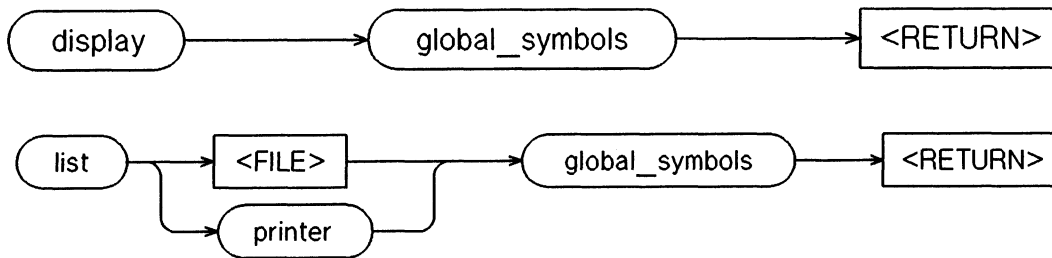 display global_symbols <RETURN>
list <FILE> global_symbols <RETURN>
printer